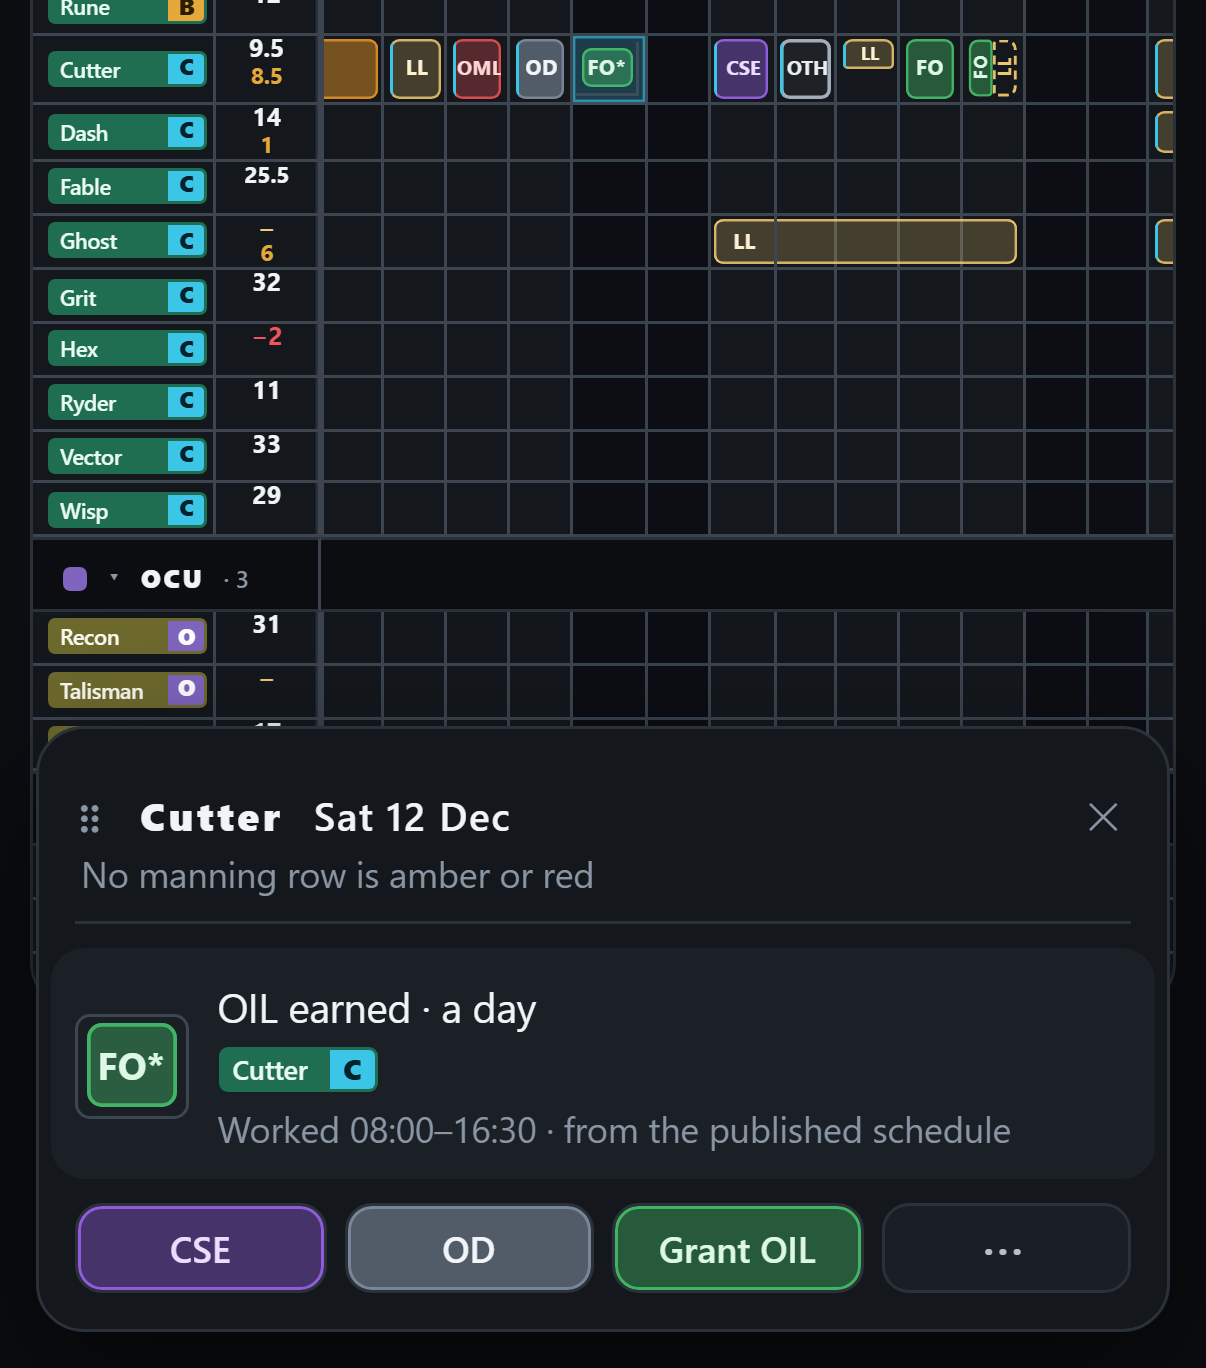 Rune B
Cutter C 9.5 8.5 LL OML OD FO* CSE OTH LL FO FO LL
Dash C 14 1
Fable C 25.5
Ghost C – 6 LL
Grit C 32
Hex C –2
Ryder C 11
Vector C 33
Wisp C 29
▾ OCU · 3
Recon O 31
Talisman O –
Cutter Sat 12 Dec
No manning row is amber or red
FO* OIL earned · a day
Cutter C
Worked 08:00–16:30 · from the published schedule
CSE OD Grant OIL ...